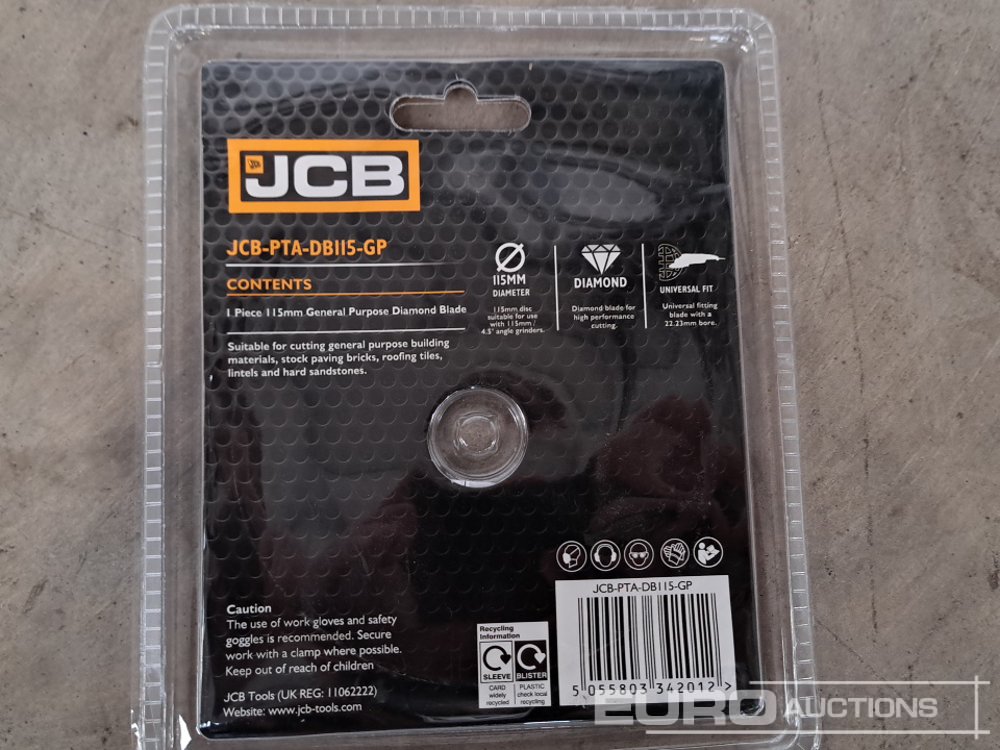 JCB
JCB
JCB-PTA-DB115-GP
CONTENTS
1 Piece 115mm General Purpose Diamond Blade
Suitable for cutting general purpose building
materials, stock paving bricks, roofing tiles,
lintels and hard sandstones.
115MM
DIAMETER
115mm disc
suitable for use
with 115mm /
4.5" angle grinders.
DIAMOND
Diamond blade for
high performance
cutting.
UNIVERSAL FIT
Universal fitting
blade with a
22.23mm bore.
Caution
The use of work gloves and safety
goggles is recommended. Secure
work with a clamp where possible.
Keep out of reach of children
JCB Tools (UK REG: 11062222)
Website: www.jcb-tools.com
Recycling
Information
SLEEVE
CARD
widely
recycled
BLISTER
PLASTIC
check local
recycling
JCB-PTA-DB115-GP
5 055803 342012 >
EURO AUCTIONS